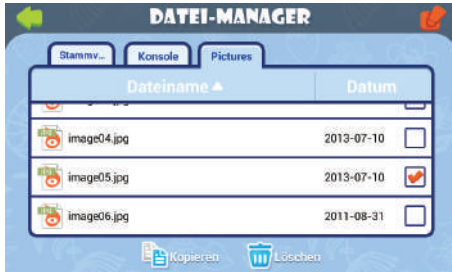 DATEI-MANAGER
Stammv... Konsole Pictures
Dateiname Datum
image04.jpg 2013-07-10
image05.jpg 2013-07-10
image06.jpg 2011-08-31
Kopieren Löschen